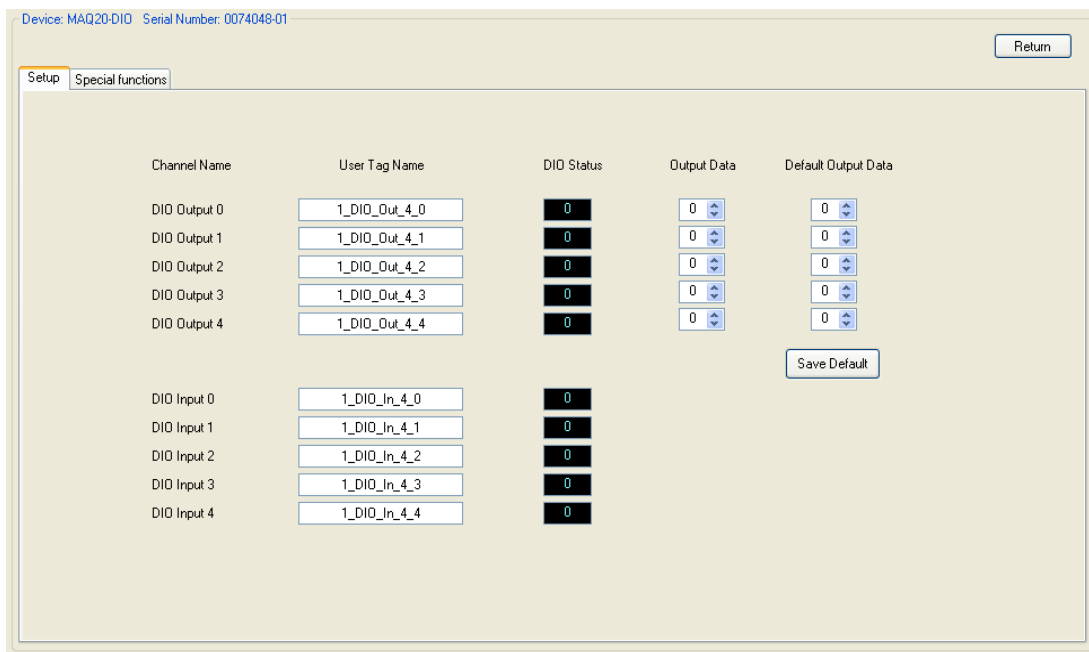 Device: MAQ20-DIO Serial Number: 0074048-01
Return
Setup Special functions
Channel Name User Tag Name DIO Status Output Data Default Output Data
DIO Output 0 1_DIO_Out_4_0 0 0 0
DIO Output 1 1_DIO_Out_4_1 0 0 0
DIO Output 2 1_DIO_Out_4_2 0 0 0
DIO Output 3 1_DIO_Out_4_3 0 0 0
DIO Output 4 1_DIO_Out_4_4 0 0 0
Save Default
DIO Input 0 1_DIO_In_4_0 0
DIO Input 1 1_DIO_In_4_1 0
DIO Input 2 1_DIO_In_4_2 0
DIO Input 3 1_DIO_In_4_3 0
DIO Input 4 1_DIO_In_4_4 0